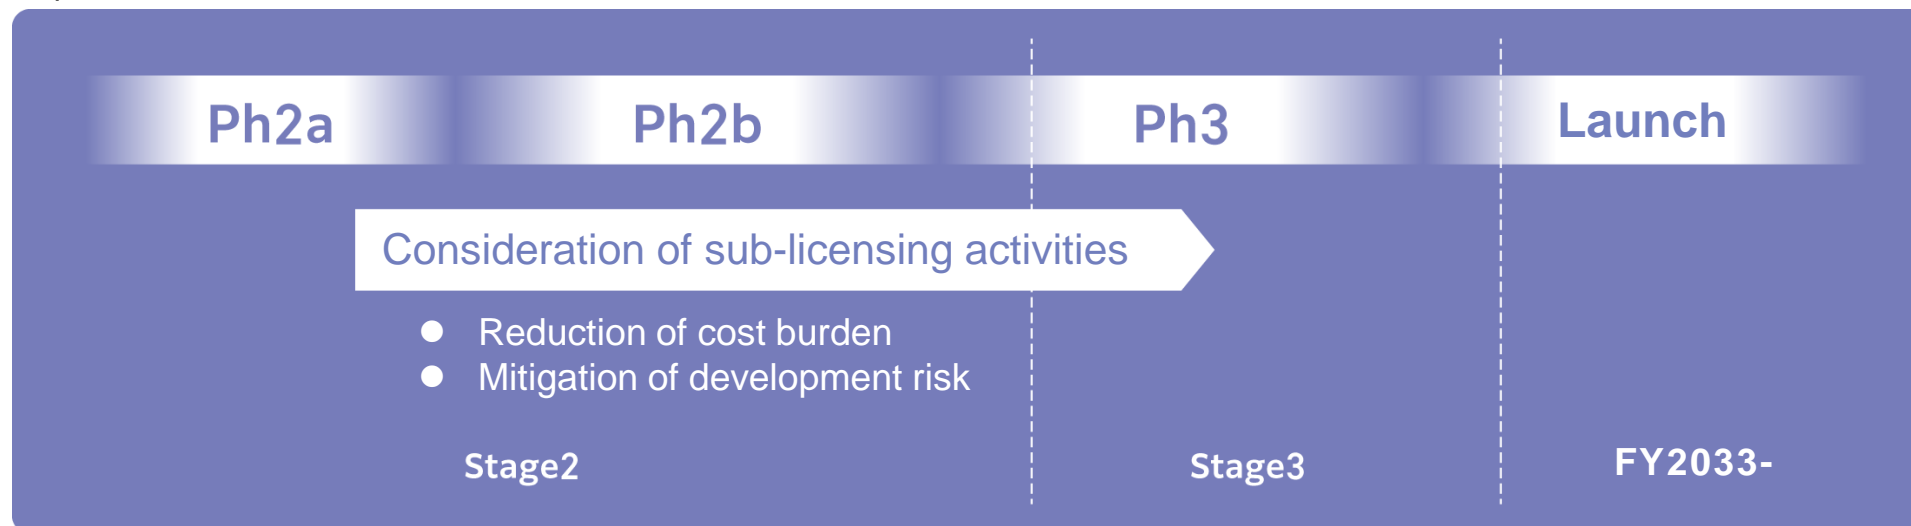 Ph2a Ph2b Ph3 Launch
Consideration of sub-licensing activities
● Reduction of cost burden
● Mitigation of development risk
Stage2 Stage3 FY2033-